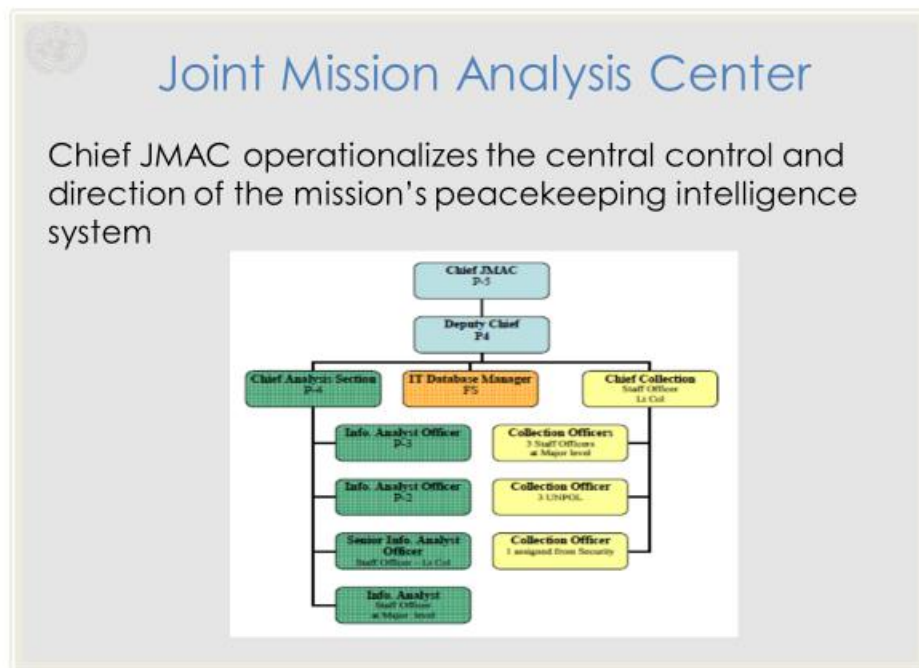 Joint Mission Analysis Center
Chief JMAC operationalizes the central control and
direction of the mission's peacekeeping intelligence
system
Chief JMAC
P-5
Deputy Chief
P4
Chief Analysis Section
P-4
IT Database Manager
FS
Chief Collection
Staff Officer
Lt Col
Info. Analyst Officer
P-3
Collection Officers
3 Staff Officers
at Major level
Info. Analyst Officer
P-2
Collection Officer
3 UNPOL
Senior Info. Analyst
Officer
Staff Officer – Lt Col
Collection Officer
1 assigned from Security
Info. Analyst
Staff Officer
at Major level